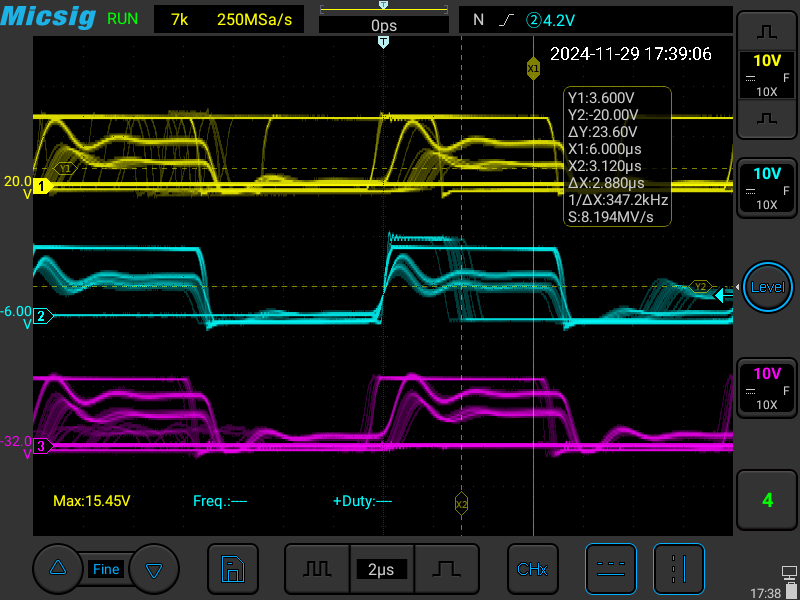 Micsig RUN 7k 250MSa/s 0ps N ②4.2V
T
T
2024-11-29 17:39:06
X1
10V
F
10X
Y1:3.600V
Y2:-20.00V
ΔY:23.60V
X1:6.000μs
X2:3.120μs
ΔX:2.880μs
1/ΔX:347.2kHz
S:8.194MV/s
Y1
20.0
V
1
10V
F
10X
Y2
Level
-6.00
V
2
10V
F
10X
-32.0
V
3
Max:15.45V Freq.:---- +Duty:----
X2
4
Fine
2μs
CHx
17:38